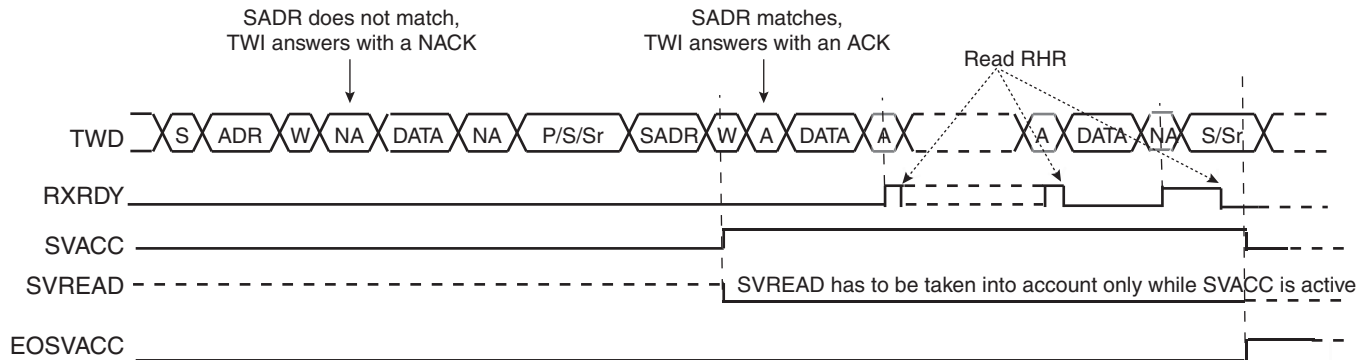 SADR does not match,
TWI answers with a NACK
SADR matches,
TWI answers with an ACK
Read RHR
TWD S ADR W NA DATA NA P/S/Sr SADR W A DATA A A DATA NA S/Sr
RXRDY
SVACC
SVREAD SVREAD has to be taken into account only while SVACC is active
EOSVACC